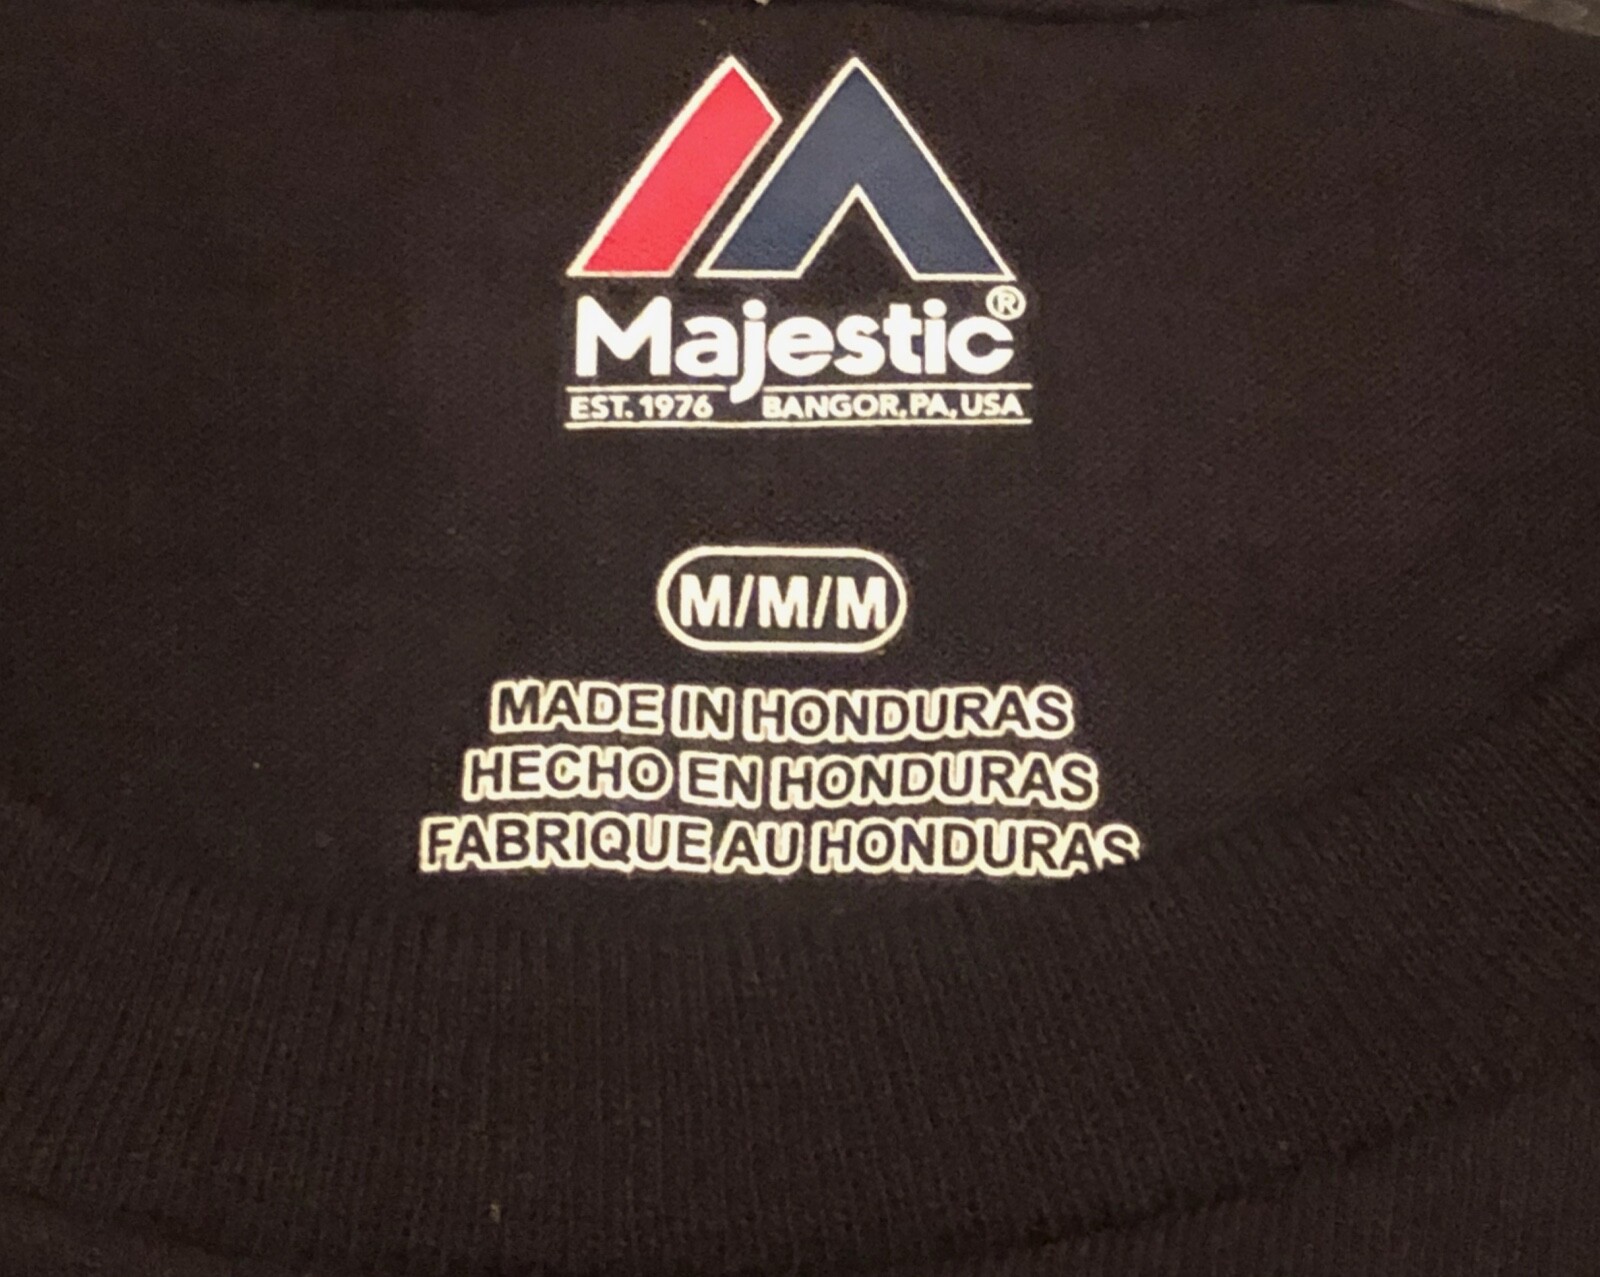 Majestic®
EST. 1976 BANGOR, PA, USA
M/M/M
MADE IN HONDURAS
HECHO EN HONDURAS
FABRIQUE AU HONDURAS